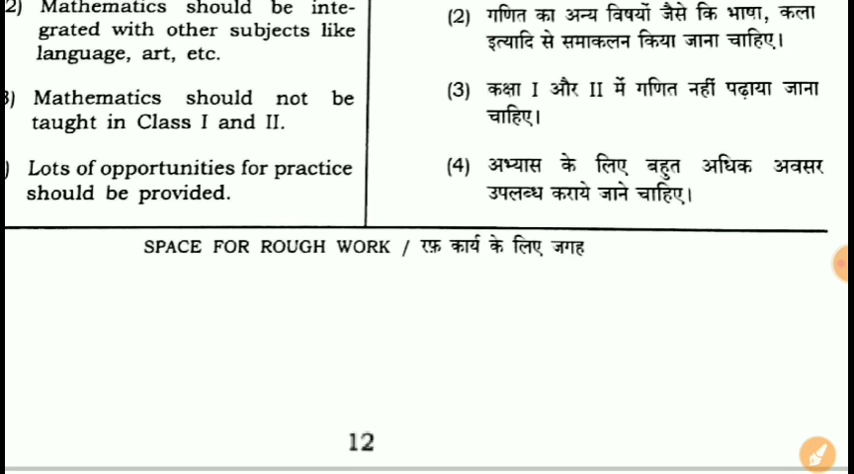 2) Mathematics should be inte-
grated with other subjects like
language, art, etc.
3) Mathematics should not be
taught in Class I and II.
) Lots of opportunities for practice
should be provided.
(2) गणित का अन्य विषयों जैसे कि भाषा, कला
इत्यादि से समाकलन किया जाना चाहिए।
(3) कक्षा I और II में गणित नहीं पढ़ाया जाना
चाहिए।
(4) अभ्यास के लिए बहुत अधिक अवसर
उपलब्ध कराये जाने चाहिए।
SPACE FOR ROUGH WORK / रफ़ कार्य के लिए जगह
12